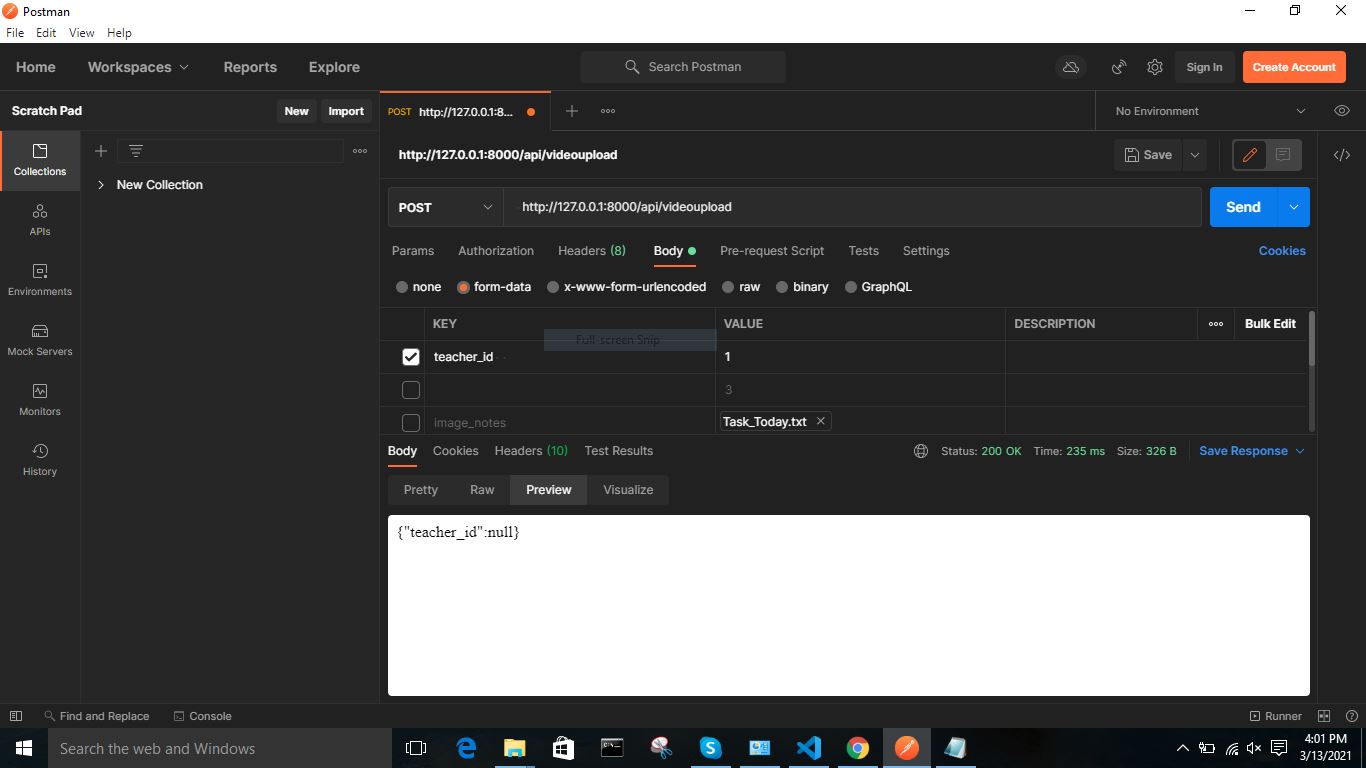 Postman
File Edit View Help
Home Workspaces Reports Explore Search Postman Sign In Create Account
Scratch Pad New Import POST http://127.0.0.1:8... No Environment
Collections
New Collection
APIs
Environments
Mock Servers
Monitors
History
http://127.0.0.1:8000/api/videoupload Save
POST http://127.0.0.1:8000/api/videoupload Send
Params Authorization Headers (8) Body Pre-request Script Tests Settings Cookies
none form-data x-www-form-urlencoded raw binary GraphQL
KEY VALUE DESCRIPTION Bulk Edit
Full-screen Snip
teacher_id 1
3
image_notes Task_Today.txt
Body Cookies Headers (10) Test Results Status: 200 OK Time: 235 ms Size: 326 B Save Response
Pretty Raw Preview Visualize
{"teacher_id":null}
Find and Replace Console Runner
Search the web and Windows
4:01 PM
3/13/2021